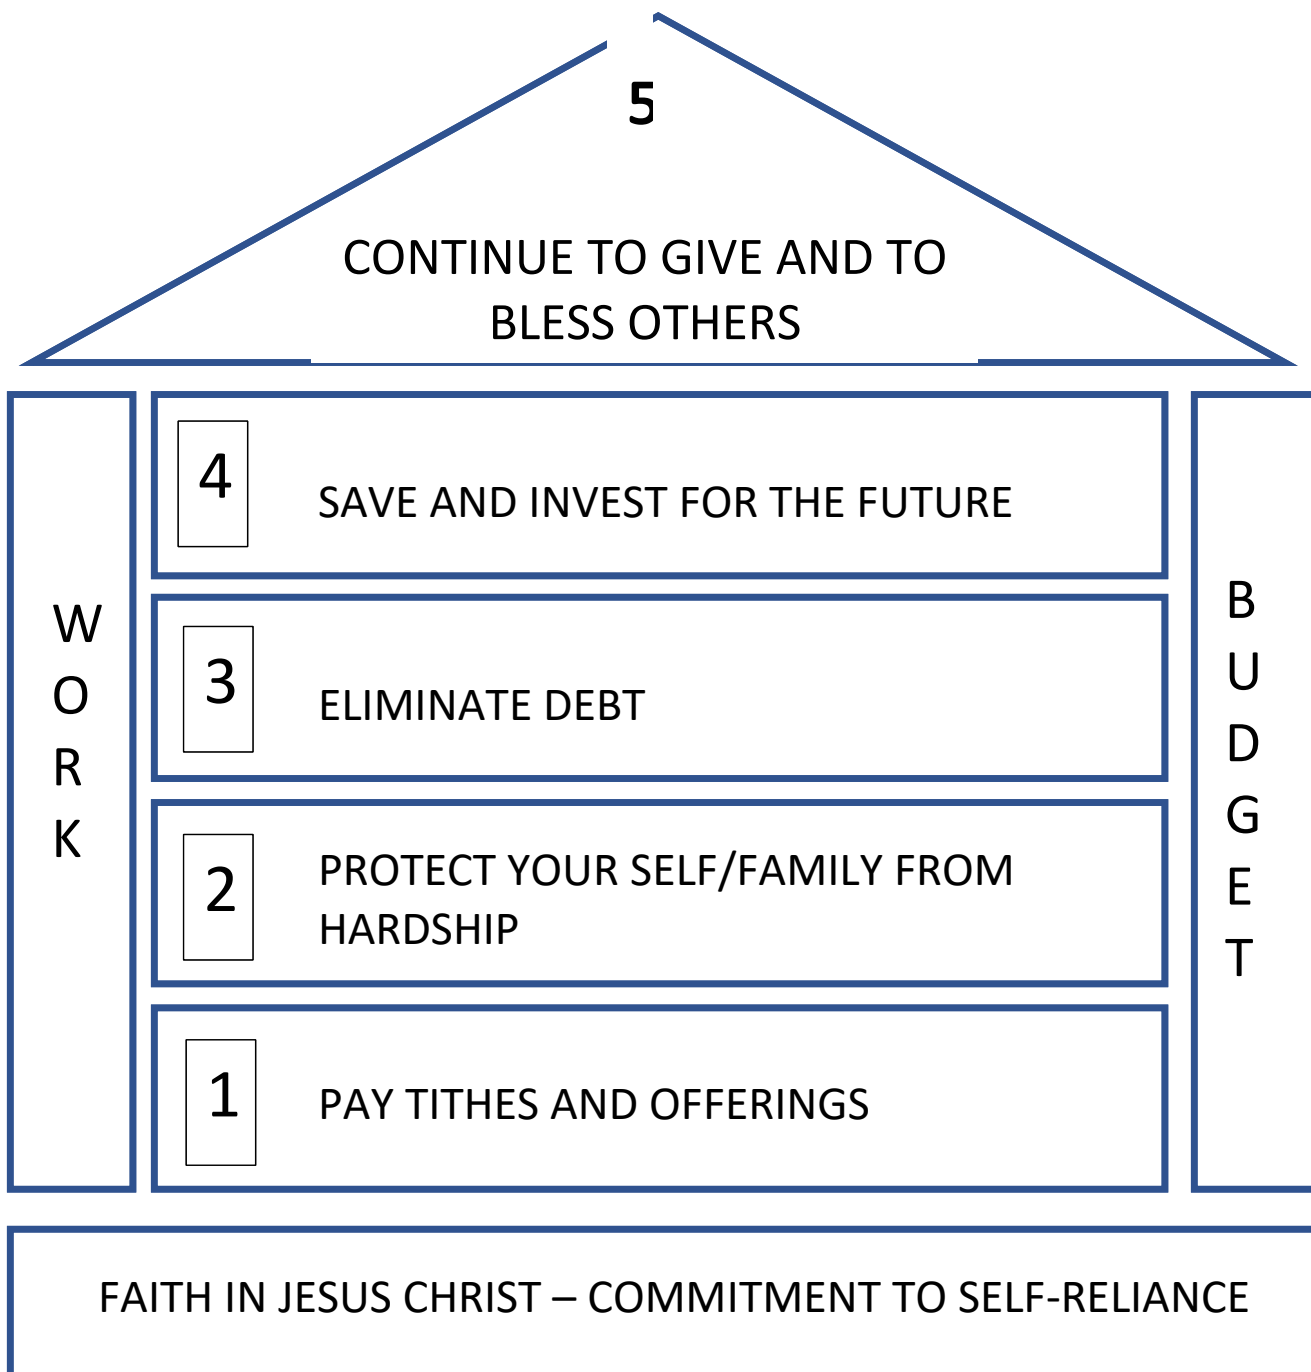 5
CONTINUE TO GIVE AND TO
BLESS OTHERS
WORK
4
SAVE AND INVEST FOR THE FUTURE
3
ELIMINATE DEBT
2
PROTECT YOUR SELF/FAMILY FROM
HARDSHIP
1
PAY TITHES AND OFFERINGS
BUDGET
FAITH IN JESUS CHRIST – COMMITMENT TO SELF-RELIANCE